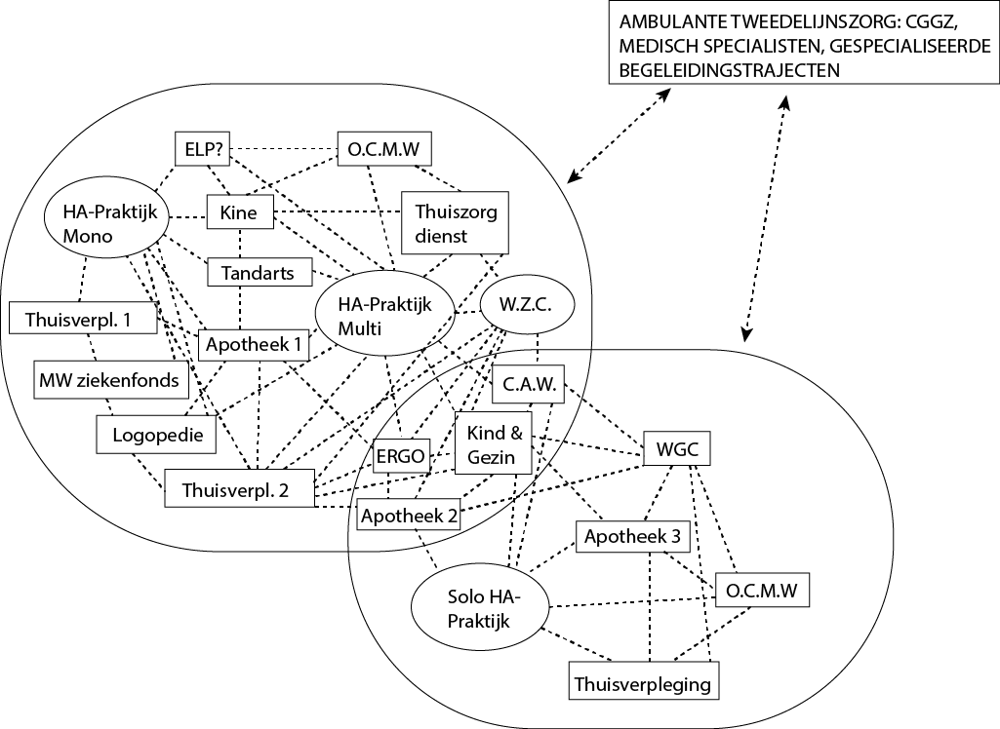 AMBULANTE TWEEDELIJNSZORG: CGGZ,
MEDISCH SPECIALISTEN, GESPECIALISEERDE
BEGELEIDINGSTRAJECTEN
ELP?
O.C.M.W
HA-Praktijk
Mono
Kine
Thuiszorg
dienst
Tandarts
HA-Praktijk
Multi
W.Z.C.
Thuisverpl. 1
Apotheek 1
MW ziekenfonds
C.A.W.
Logopedie
Kind &
Gezin
ERGO
WGC
Thuisverpl. 2
Apotheek 2
Apotheek 3
Solo HA-
Praktijk
O.C.M.W
Thuisverpleging